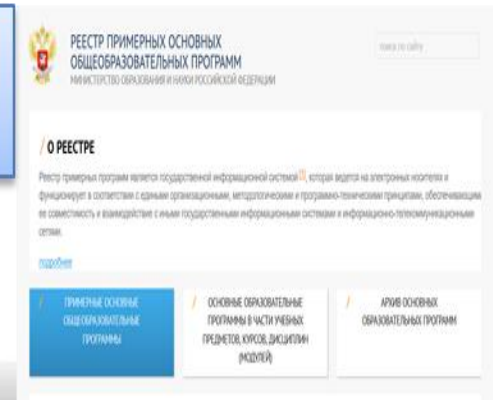 РЕЕСТР ПРИМЕРНЫХ ОСНОВНЫХ
ОБЩЕОБРАЗОВАТЕЛЬНЫХ ПРОГРАММ
МИНИСТЕРСТВО ОБРАЗОВАНИЯ И НАУКИ РОССИЙСКОЙ ФЕДЕРАЦИИ
поиск по сайту
/ О РЕЕСТРЕ
Реестр примерных программ является государственной информационной системой [1], которая ведется на электронных носителях и
функционирует в соответствии с едиными организационными, методологическими и программно-техническими принципами, обеспечивающими
ее совместимость и взаимодействие с иными государственными информационными системами и информационно-телекоммуникационными
сетями.
подробнее
/ ПРИМЕРНЫЕ ОСНОВНЫЕ
ОБЩЕОБРАЗОВАТЕЛЬНЫЕ
ПРОГРАММЫ
/ ОСНОВНЫЕ ОБРАЗОВАТЕЛЬНЫЕ
ПРОГРАММЫ В ЧАСТИ УЧЕБНЫХ
ПРЕДМЕТОВ, КУРСОВ, ДИСЦИПЛИН
(МОДУЛЕЙ)
/ АРХИВ ОСНОВНЫХ
ОБРАЗОВАТЕЛЬНЫХ ПРОГРАММ